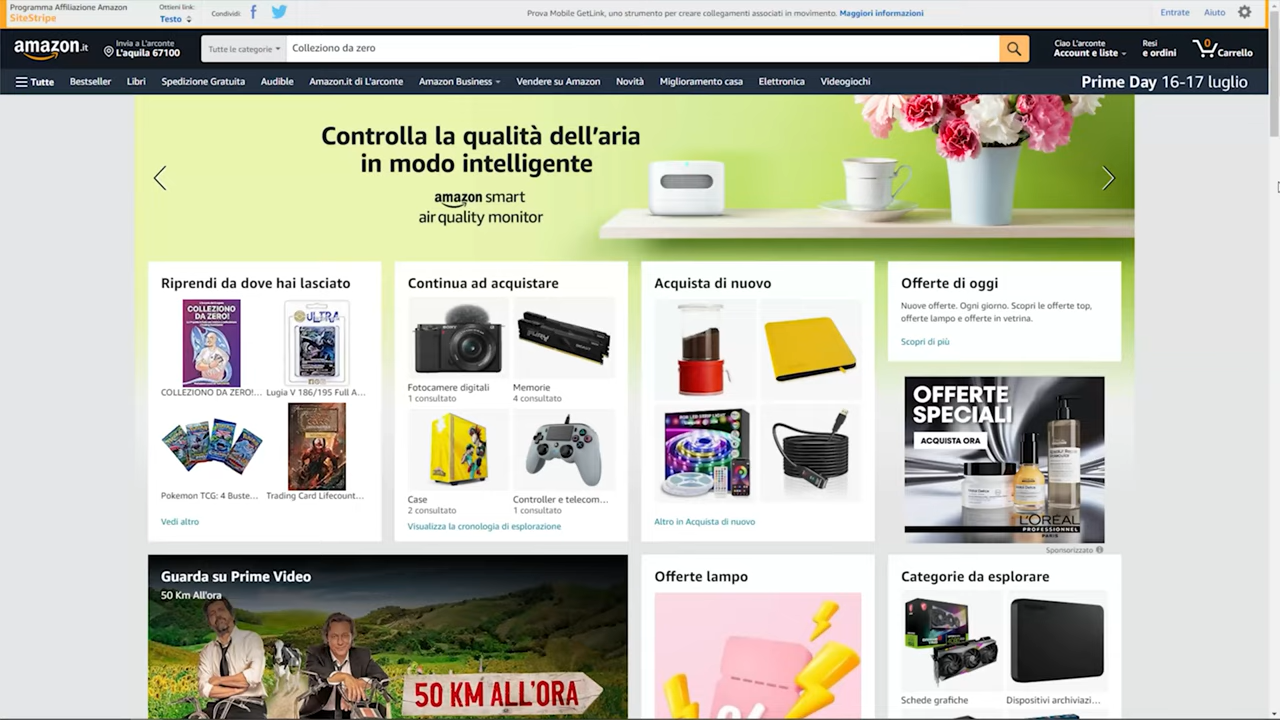 Programma Affiliazione Amazon
SiteStripe
Ottieni link:
Testo
Condividi:
Prova Mobile GetLink, uno strumento per creare collegamenti associati in movimento. Maggiori informazioni
Entrate
Aiuto
amazon.it
Invia a L'arconte
L'aquila 67100
Tutte le categorie
Colleziono da zero
Ciao L'arconte
Account e liste
Resi
e ordini
0
Carrello
Tutte
Bestseller
Libri
Spedizione Gratuita
Audible
Amazon.it di L'arconte
Amazon Business
Vendere su Amazon
Novità
Miglioramento casa
Elettronica
Videogiochi
Prime Day 16-17 luglio
Controlla la qualità dell'aria
in modo intelligente
amazon smart
air quality monitor
Riprendi da dove hai lasciato
COLLEZIONO
DA ZERO!
ULTRA
COLLEZIONO DA ZERO!...
Lugia V 186/195 Full A...
Pokemon TCG: 4 Buste...
Trading Card Lifecount...
Vedi altro
Continua ad acquistare
SONY
Fotocamere digitali
1 consultato
Memorie
4 consultato
Case
2 consultato
Controller e telecom...
1 consultato
Visualizza la cronologia di esplorazione
Acquista di nuovo
Altro in Acquista di nuovo
Offerte di oggi
Nuove offerte. Ogni giorno. Scopri le offerte top,
offerte lampo e offerte in vetrina.
Scopri di più
OFFERTE
SPECIALI
ACQUISTA ORA
L'ORÉAL
PROFESSIONNEL
PARIS
Sponsorizzato
Guarda su Prime Video
50 Km All'ora
50 KM ALL'ORA
Offerte lampo
%
Categorie da esplorare
Schede grafiche
Dispositivi archiviazi...